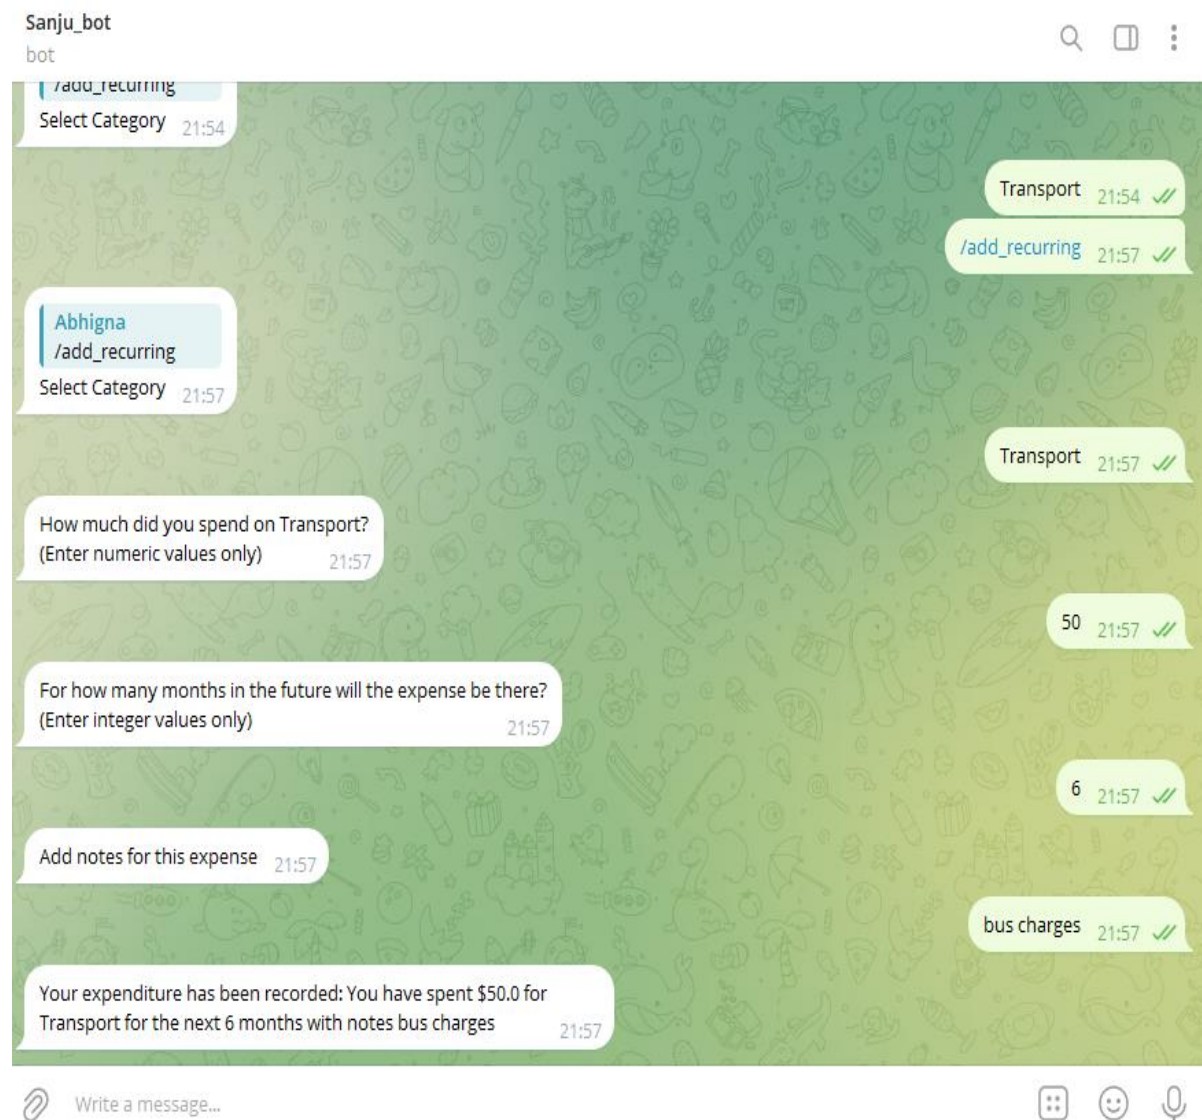 Sanju_bot
bot
/add_recurring
Select Category 21:54
Transport 21:54
/add_recurring 21:57
Abhigna
/add_recurring
Select Category 21:57
Transport 21:57
How much did you spend on Transport?
(Enter numeric values only) 21:57
50 21:57
For how many months in the future will the expense be there?
(Enter integer values only) 21:57
6 21:57
Add notes for this expense 21:57
bus charges 21:57
Your expenditure has been recorded: You have spent $50.0 for
Transport for the next 6 months with notes bus charges 21:57
Write a message...